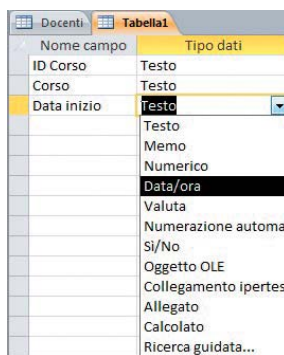 Docenti Tabella1
Nome campo Tipo dati
ID Corso Testo
Corso Testo
Data inizio Testo
Testo
Memo
Numerico
Data/ora
Valuta
Numerazione automa
Sì/No
Oggetto OLE
Collegamento ipertes
Allegato
Calcolato
Ricerca guidata...